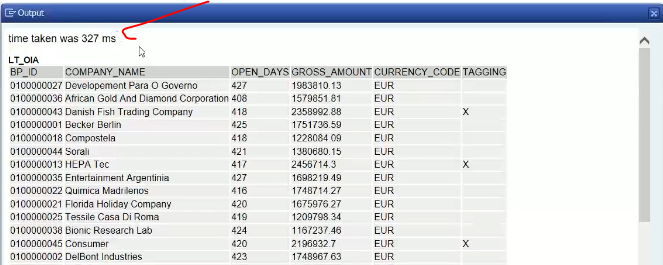 Output
time taken was 327 ms
LT_OIA
BP_ID COMPANY_NAME OPEN_DAYS GROSS_AMOUNT CURRENCY_CODE TAGGING
0100000027 Developement Para O Governo 427 1983810.13 EUR
0100000036 African Gold And Diamond Corporation 408 1579851.81 EUR
0100000043 Danish Fish Trading Company 418 2358992.88 EUR X
0100000001 Becker Berlin 425 1751736.59 EUR
0100000018 Compostela 418 1228084.09 EUR
0100000044 Sorali 421 1380680.15 EUR
0100000013 HEPA Tec 417 2456714.3 EUR X
0100000035 Entertainment Argentinia 427 1698219.49 EUR
0100000022 Quimica Madrilenos 416 1748714.27 EUR
0100000021 Florida Holiday Company 420 1675976.27 EUR
0100000025 Tessile Casa Di Roma 419 1209798.34 EUR
0100000038 Bionic Research Lab 424 1167237.46 EUR
0100000045 Consumer 420 2196932.7 EUR X
0100000002 DelBont Industries 423 1748967.63 EUR